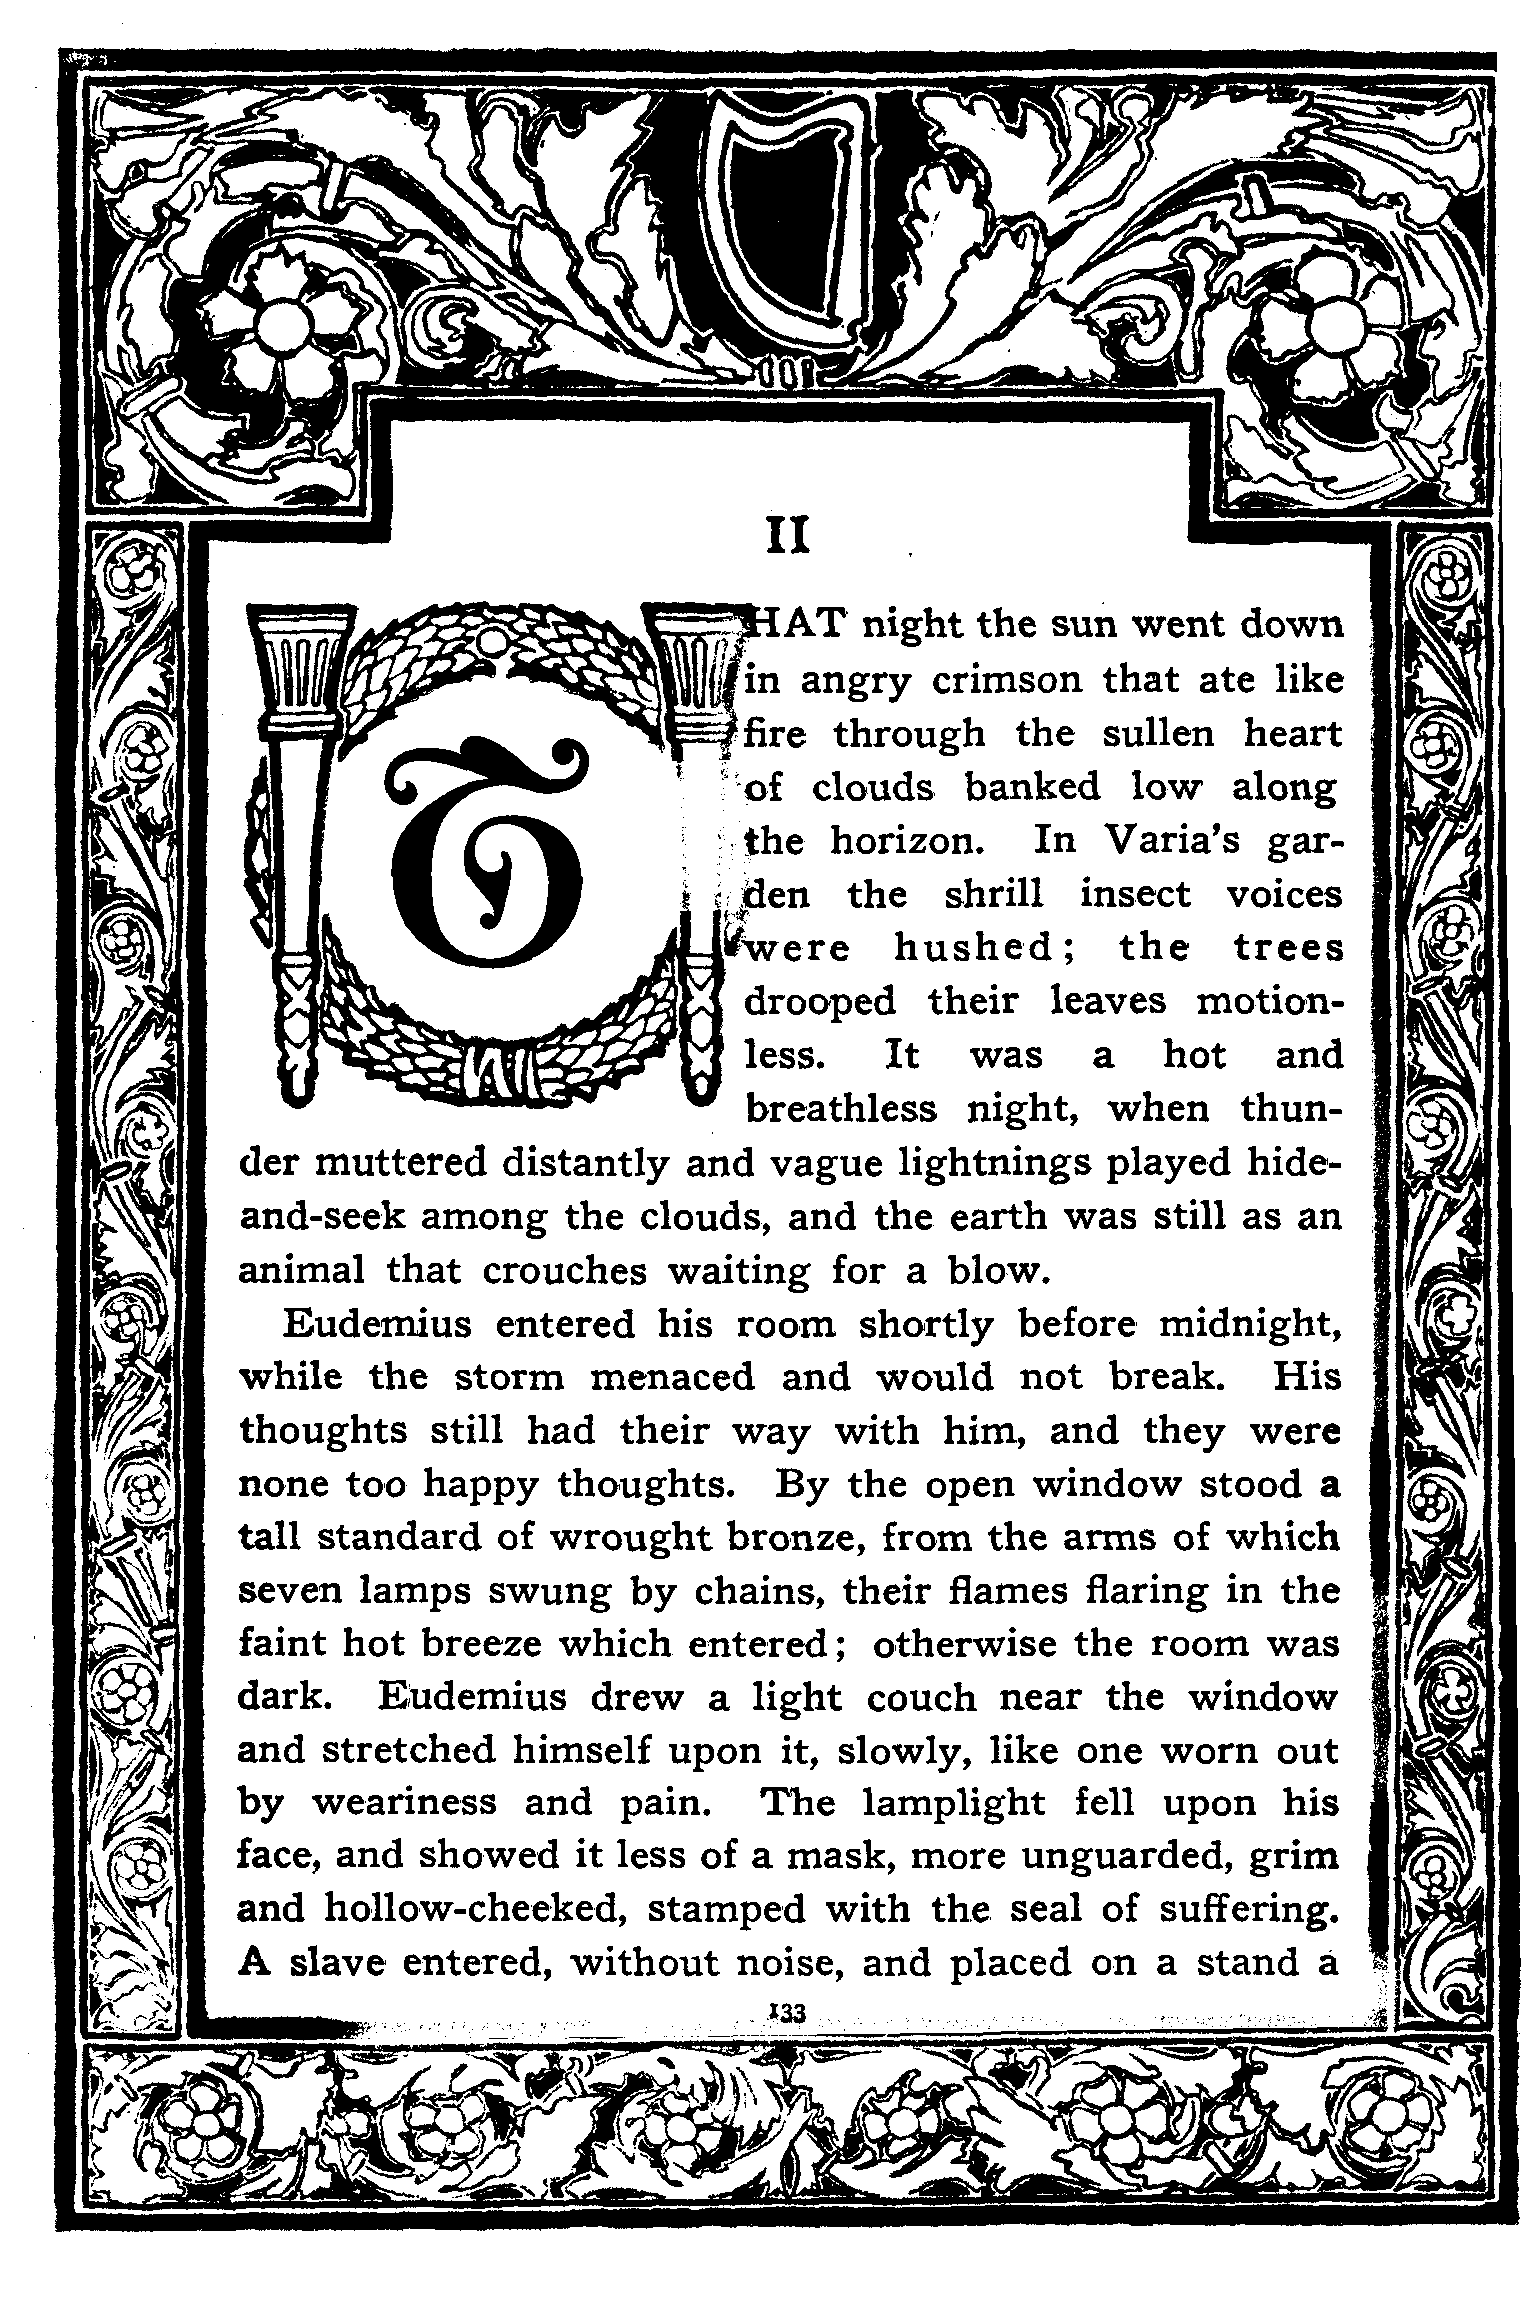 II
THAT night the sun went down
in angry crimson that ate like
fire through the sullen heart
of clouds banked low along
the horizon. In Varia's gar-
den the shrill insect voices
were hushed; the trees
drooped their leaves motion-
less. It was a hot and
breathless night, when thun-
der muttered distantly and vague lightnings played hide-
and-seek among the clouds, and the earth was still as an
animal that crouches waiting for a blow.
Eudemius entered his room shortly before midnight,
while the storm menaced and would not break. His
thoughts still had their way with him, and they were
none too happy thoughts. By the open window stood a
tall standard of wrought bronze, from the arms of which
seven lamps swung by chains, their flames flaring in the
faint hot breeze which entered; otherwise the room was
dark. Eudemius drew a light couch near the window
and stretched himself upon it, slowly, like one worn out
by weariness and pain. The lamplight fell upon his
face, and showed it less of a mask, more unguarded, grim
and hollow-cheeked, stamped with the seal of suffering.
A slave entered, without noise, and placed on a stand a
133